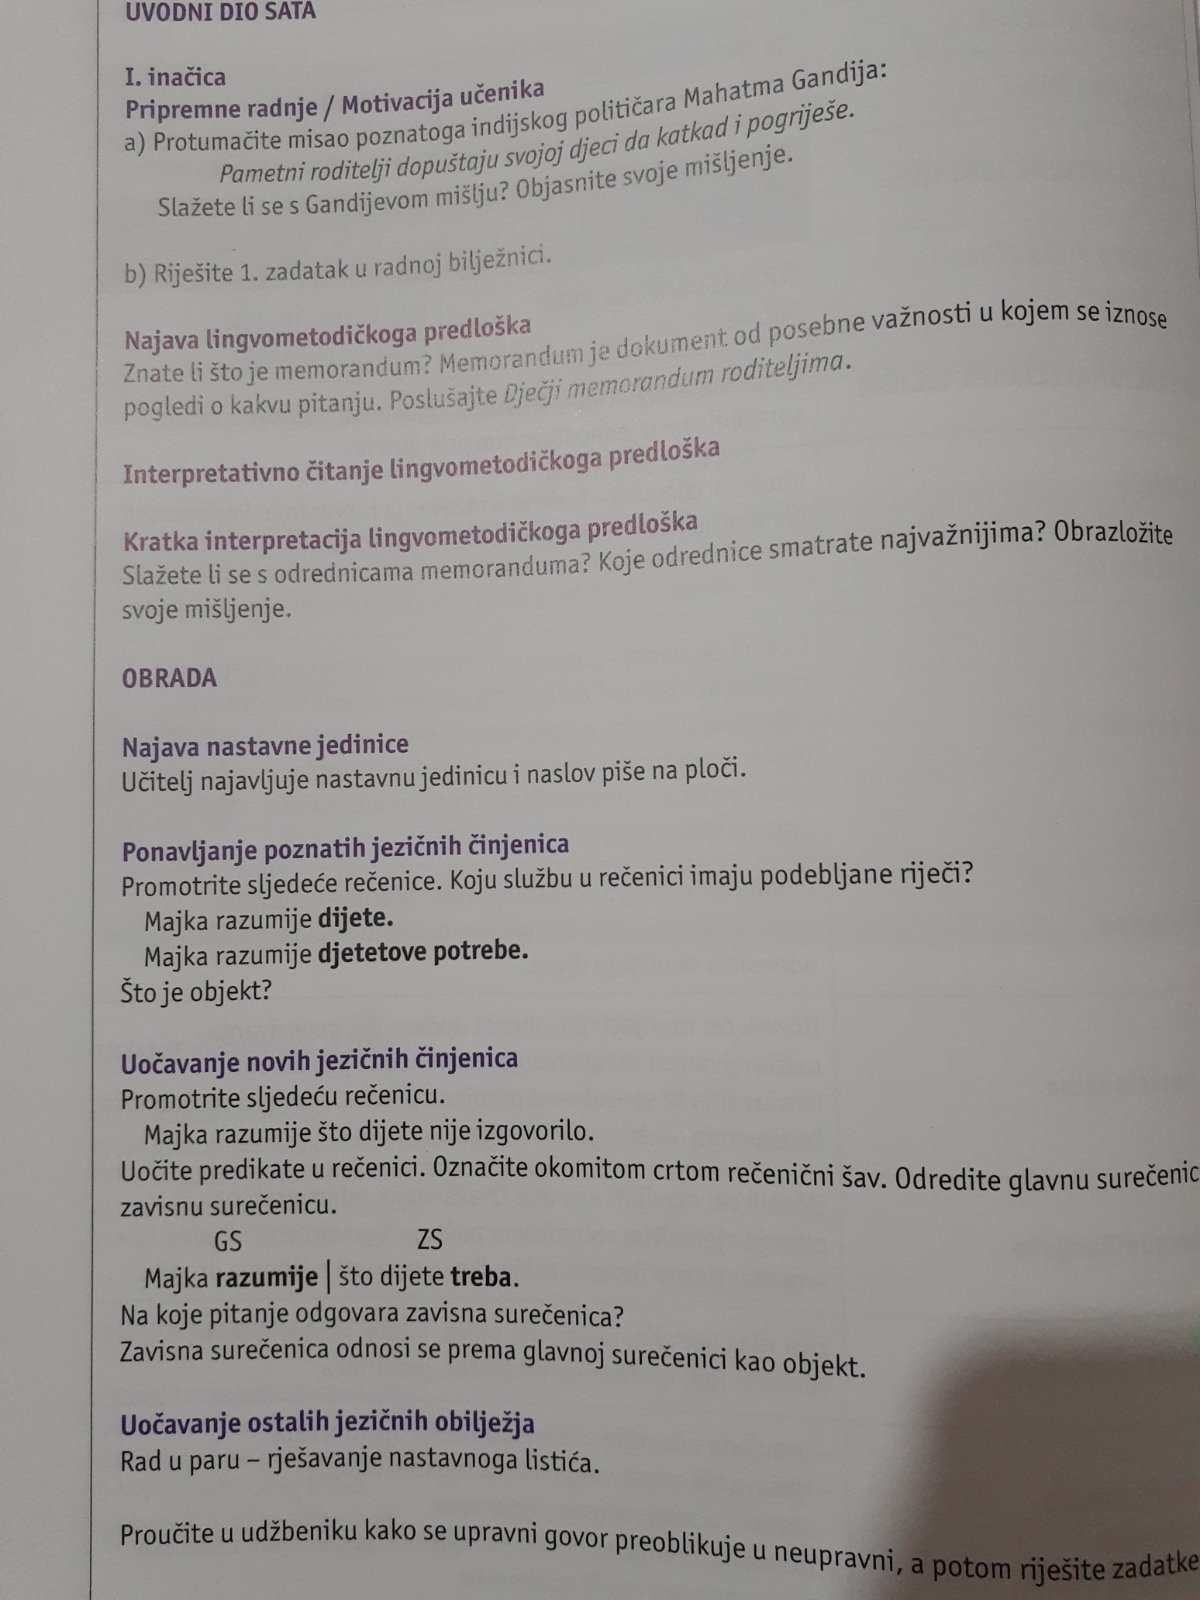 UVODNI DIO SATA
I. inačica
Pripremne radnje / Motivacija učenika
a) Protumačite misao poznatoga indijskog političara Mahatma Gandija:
Pametni roditelji dopuštaju svojoj djeci da katkad i pogriješe.
Slažete li se s Gandijevom mišlju? Objasnite svoje mišljenje.
b) Riješite 1. zadatak u radnoj bilježnici.
Najava lingvometodičkoga predloška
Znate li što je memorandum? Memorandum je dokument od posebne važnosti u kojem se iznose
pogledi o kakvu pitanju. Poslušajte Dječji memorandum roditeljima.
Interpretativno čitanje lingvometodičkoga predloška
Kratka interpretacija lingvometodičkoga predloška
Slažete li se s odrednicama memoranduma? Koje odrednice smatrate najvažnijima? Obrazložite
svoje mišljenje.
OBRADA
Najava nastavne jedinice
Učitelj najavljuje nastavnu jedinicu i naslov piše na ploči.
Ponavljanje poznatih jezičnih činjenica
Promotrite sljedeće rečenice. Koju službu u rečenici imaju podebljane riječi?
Majka razumije dijete.
Majka razumije djetetove potrebe.
Što je objekt?
Uočavanje novih jezičnih činjenica
Promotrite sljedeću rečenicu.
Majka razumije što dijete nije izgovorilo.
Uočite predikate u rečenici. Označite okomitom crtom rečenični šav. Odredite glavnu surečenic
zavisnu surečenicu.
GS ZS
Majka razumije | što dijete treba.
Na koje pitanje odgovara zavisna surečenica?
Zavisna surečenica odnosi se prema glavnoj surečenici kao objekt.
Uočavanje ostalih jezičnih obilježja
Rad u paru – rješavanje nastavnoga listića.
Proučite u udžbeniku kako se upravni govor preoblikuje u neupravni, a potom riješite zadatke